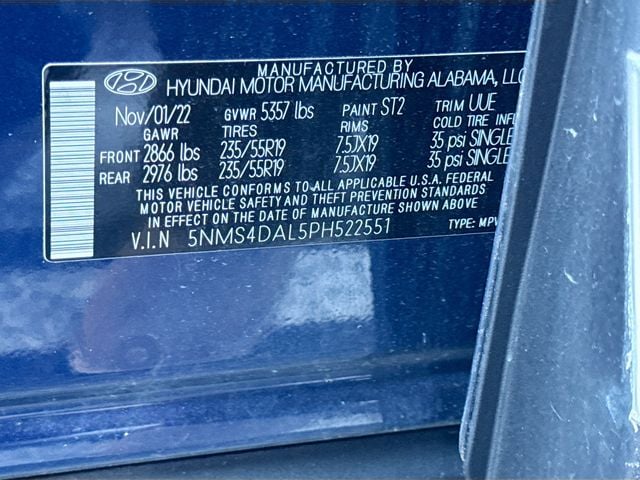 MANUFACTURED BY
HYUNDAI MOTOR MANUFACTURING ALABAMA, LLC
Nov/01/22 GVWR 5357 lbs PAINT ST2 TRIM UUE
GAWR TIRES RIMS COLD TIRE INFL
FRONT 2866 lbs 235/55R19 7.5JX19 35 psi SINGLE
REAR 2976 lbs 235/55R19 7.5JX19 35 psi SINGLE
THIS VEHICLE CONFORMS TO ALL APPLICABLE U.S.A. FEDERAL
MOTOR VEHICLE SAFETY AND THEFT PREVENTION STANDARDS
IN EFFECT ON THE DATE OF MANUFACTURE SHOWN ABOVE
V.I.N 5NMS4DAL5PH522551 TYPE: MPV